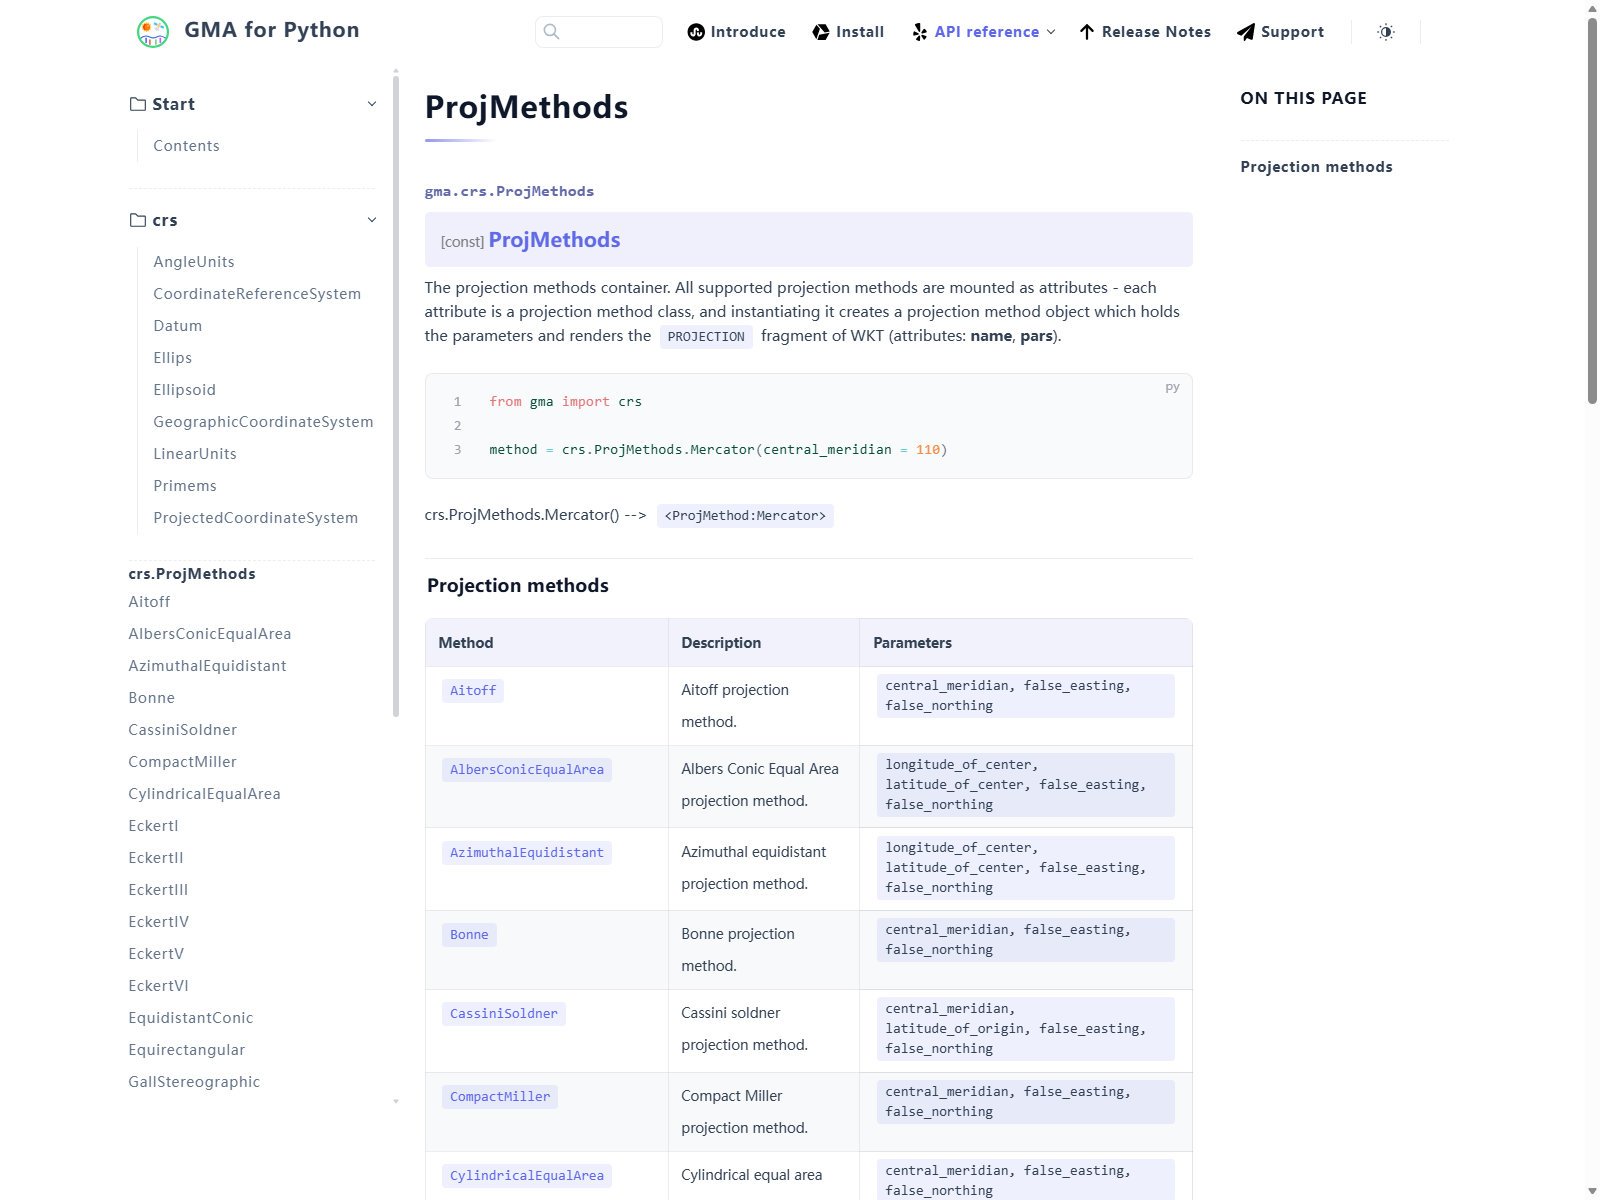 GMA for Python
Introduce
Install
API reference
Release Notes
Support
Start
Contents
crs
AngleUnits
CoordinateReferenceSystem
Datum
Ellips
Ellipsoid
GeographicCoordinateSystem
LinearUnits
Primems
ProjectedCoordinateSystem
crs.ProjMethods
Aitoff
AlbersConicEqualArea
AzimuthalEquidistant
Bonne
CassiniSoldner
CompactMiller
CylindricalEqualArea
EckertI
EckertII
EckertIII
EckertIV
EckertV
EckertVI
EquidistantConic
Equirectangular
GallStereographic
ProjMethods
gma.crs.ProjMethods
[const] ProjMethods
The projection methods container. All supported projection methods are mounted as attributes - each
attribute is a projection method class, and instantiating it creates a projection method object which holds
the parameters and renders the PROJECTION fragment of WKT (attributes: name, pars).
py
1 from gma import crs
2
3 method = crs.ProjMethods.Mercator(central_meridian = 110)
crs.ProjMethods.Mercator() --> <ProjMethod:Mercator>
Projection methods
Method Description Parameters
Aitoff
Aitoff projection
method.
central_meridian, false_easting,
false_northing
AlbersConicEqualArea
Albers Conic Equal Area
projection method.
longitude_of_center,
latitude_of_center, false_easting,
false_northing
AzimuthalEquidistant
Azimuthal equidistant
projection method.
longitude_of_center,
latitude_of_center, false_easting,
false_northing
Bonne
Bonne projection
method.
central_meridian, false_easting,
false_northing
CassiniSoldner
Cassini soldner
projection method.
central_meridian,
latitude_of_origin, false_easting,
false_northing
CompactMiller
Compact Miller
projection method.
central_meridian, false_easting,
false_northing
CylindricalEqualArea
Cylindrical equal area
central_meridian, false_easting,
false_northing
ON THIS PAGE
Projection methods